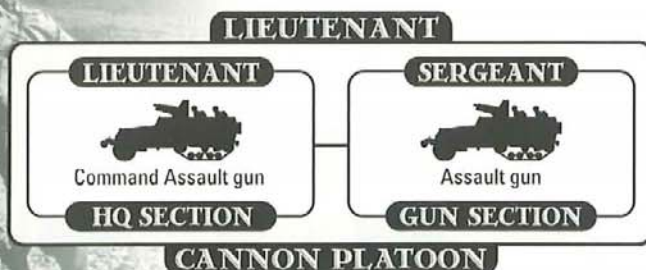 LIEUTENANT
LIEUTENANT
SERGEANT
Command Assault gun
Assault gun
HQ SECTION
GUN SECTION
CANNON PLATOON